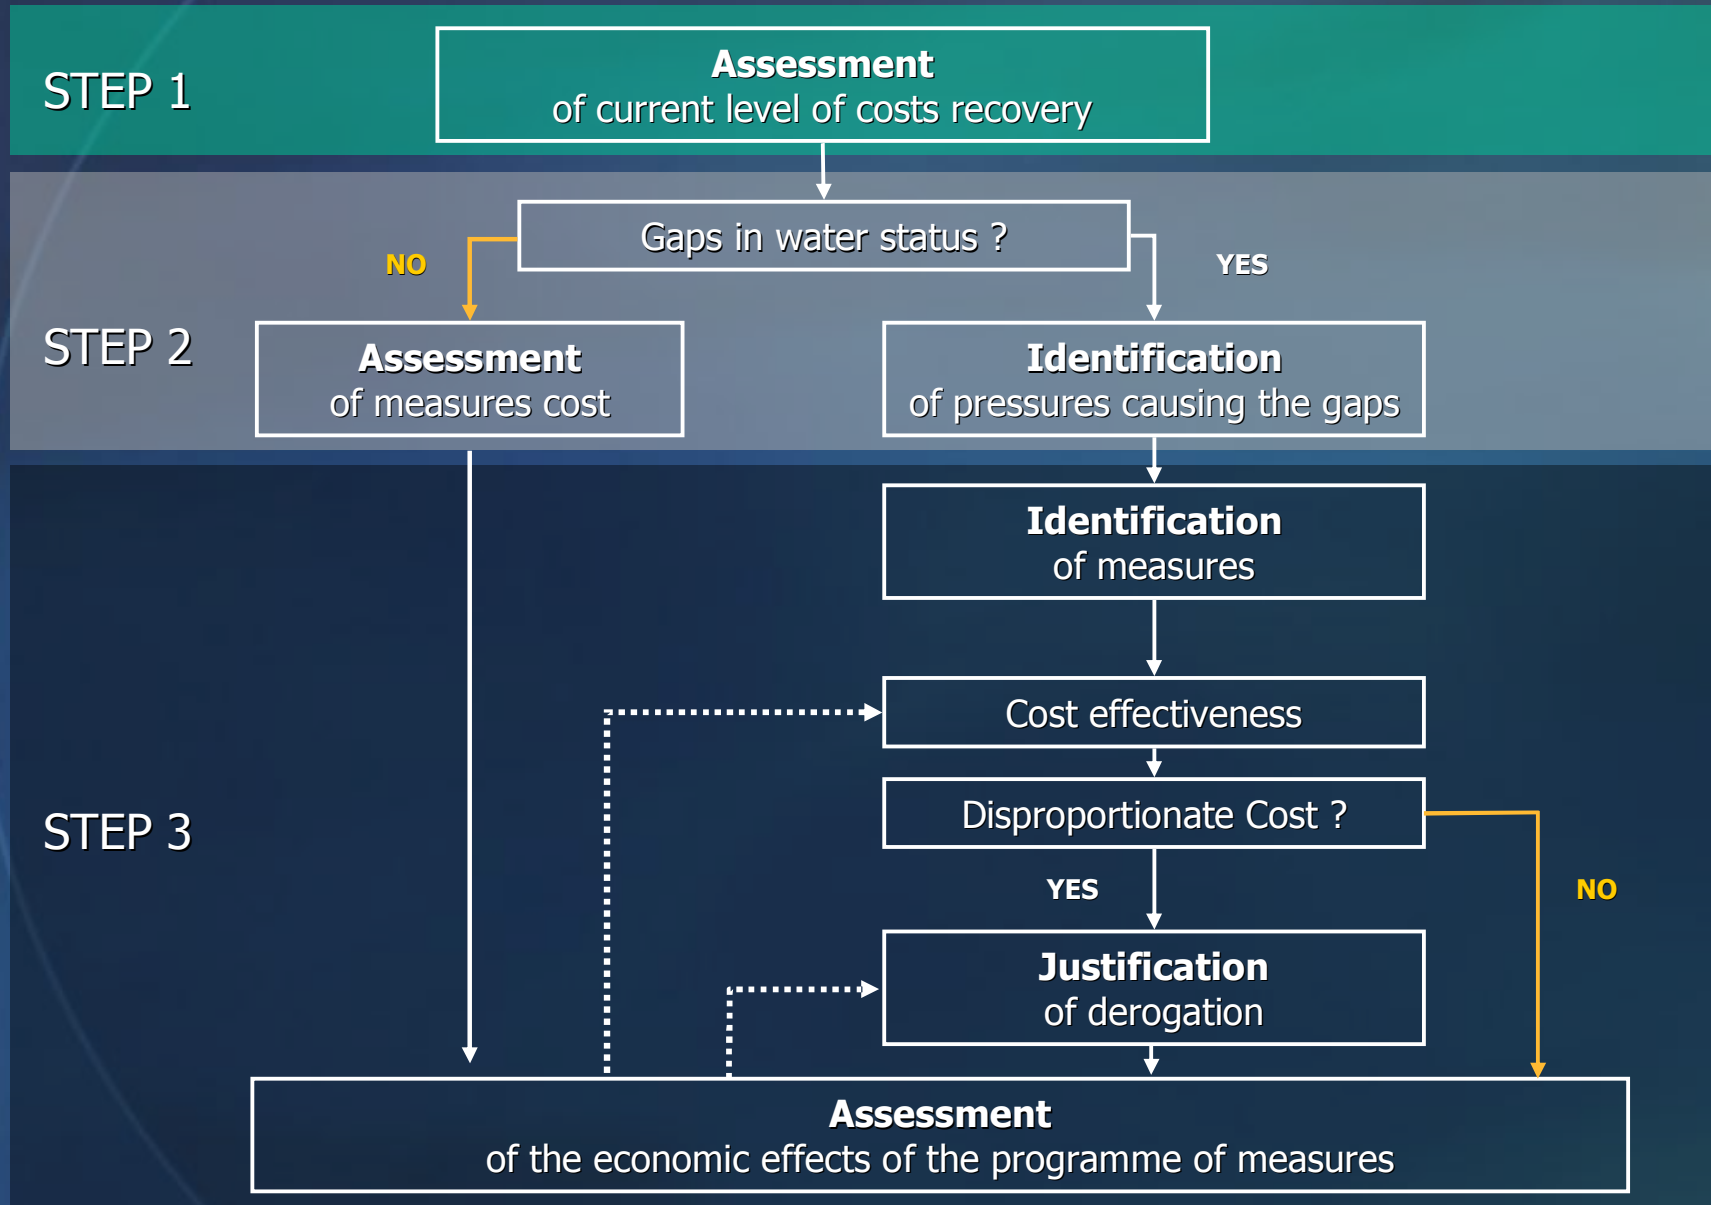 STEP 1
Assessment
of current level of costs recovery
Gaps in water status ?
NO
YES
STEP 2
Assessment
of measures cost
Identification
of pressures causing the gaps
Identification
of measures
Cost effectiveness
Disproportionate Cost ?
STEP 3
YES
NO
Justification
of derogation
Assessment
of the economic effects of the programme of measures